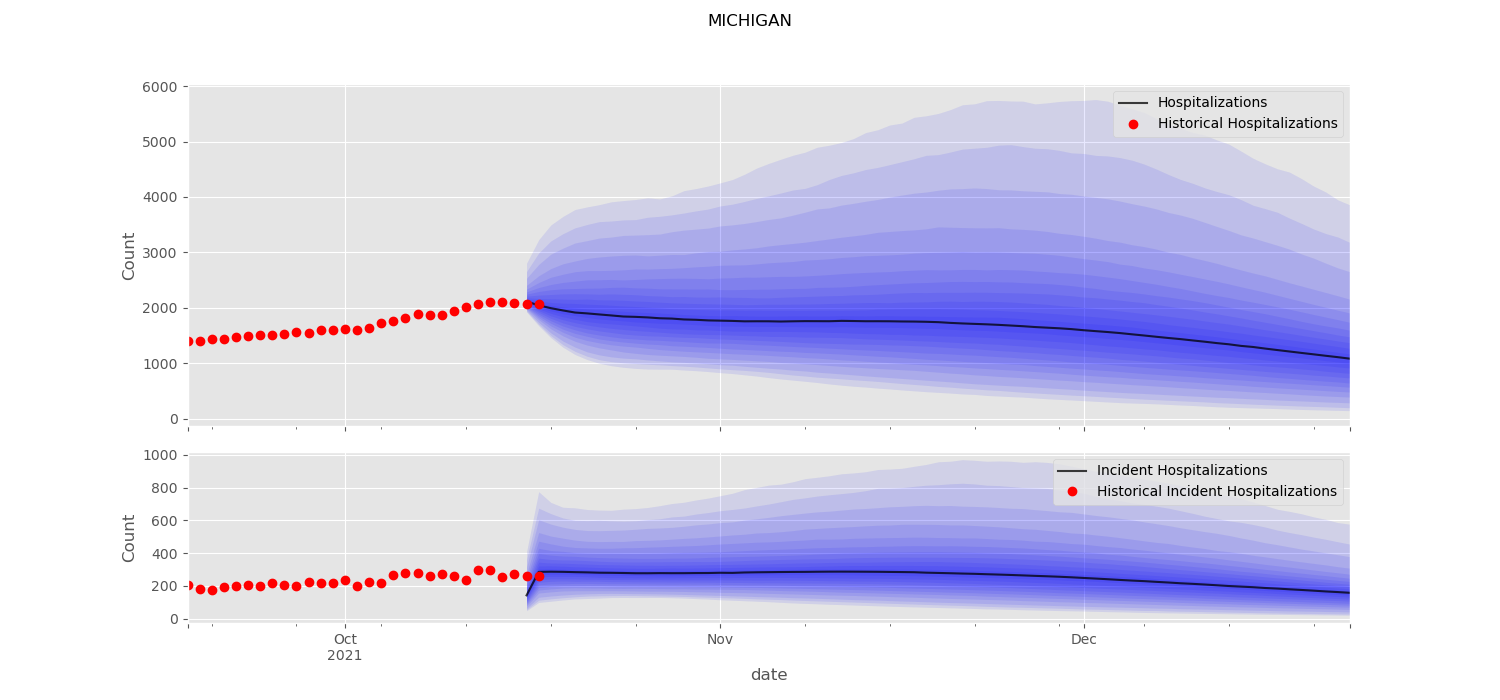 MICHIGAN
6000
5000
4000
3000
2000
1000
0
Count
Hospitalizations
Historical Hospitalizations
1000
800
600
400
200
0
Count
Incident Hospitalizations
Historical Incident Hospitalizations
Oct
2021
Nov
Dec
date